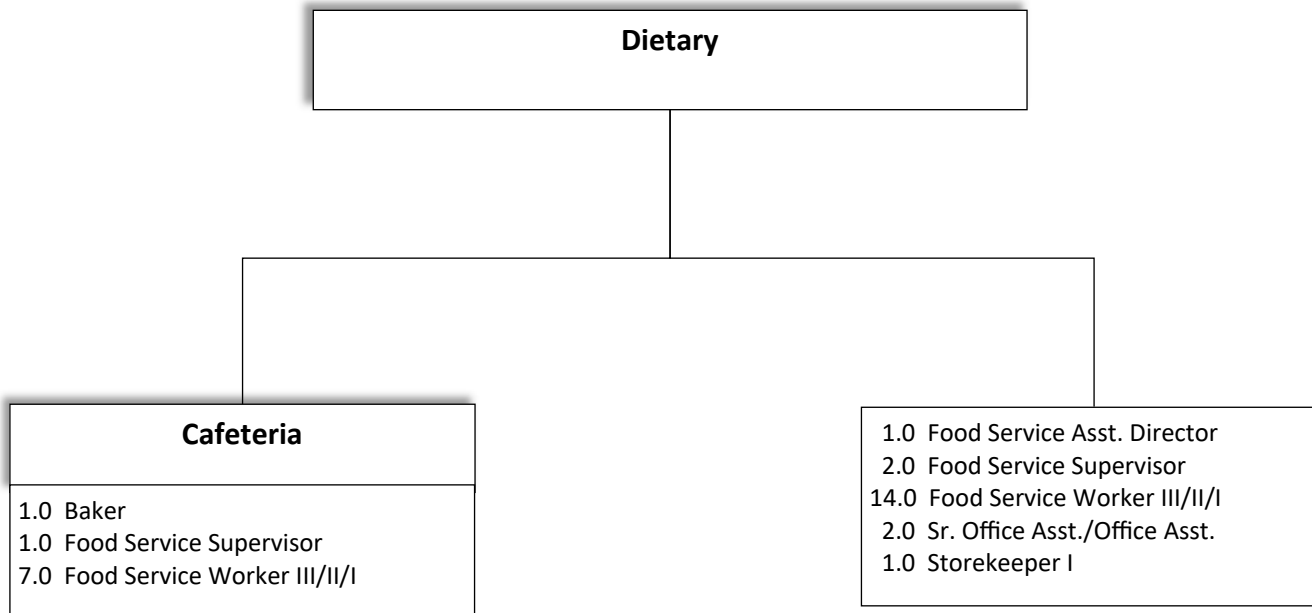 Dietary
Cafeteria
1.0 Baker
1.0 Food Service Supervisor
7.0 Food Service Worker III/II/I
1.0 Food Service Asst. Director
2.0 Food Service Supervisor
14.0 Food Service Worker III/II/I
2.0 Sr. Office Asst./Office Asst.
1.0 Storekeeper I